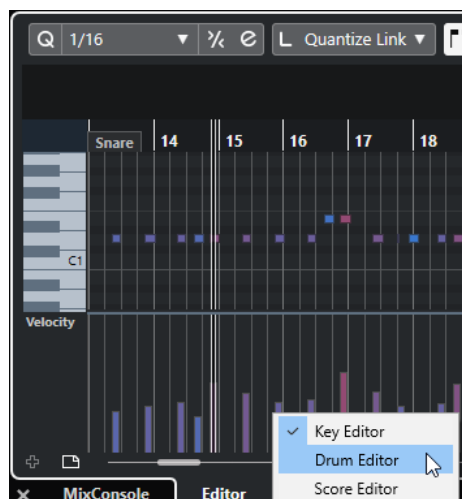 Q 1/16 L Quantize Link
Snare 14 15 16 17 18
C1
Velocity
Key Editor
Drum Editor
Score Editor
MixConsole Editor